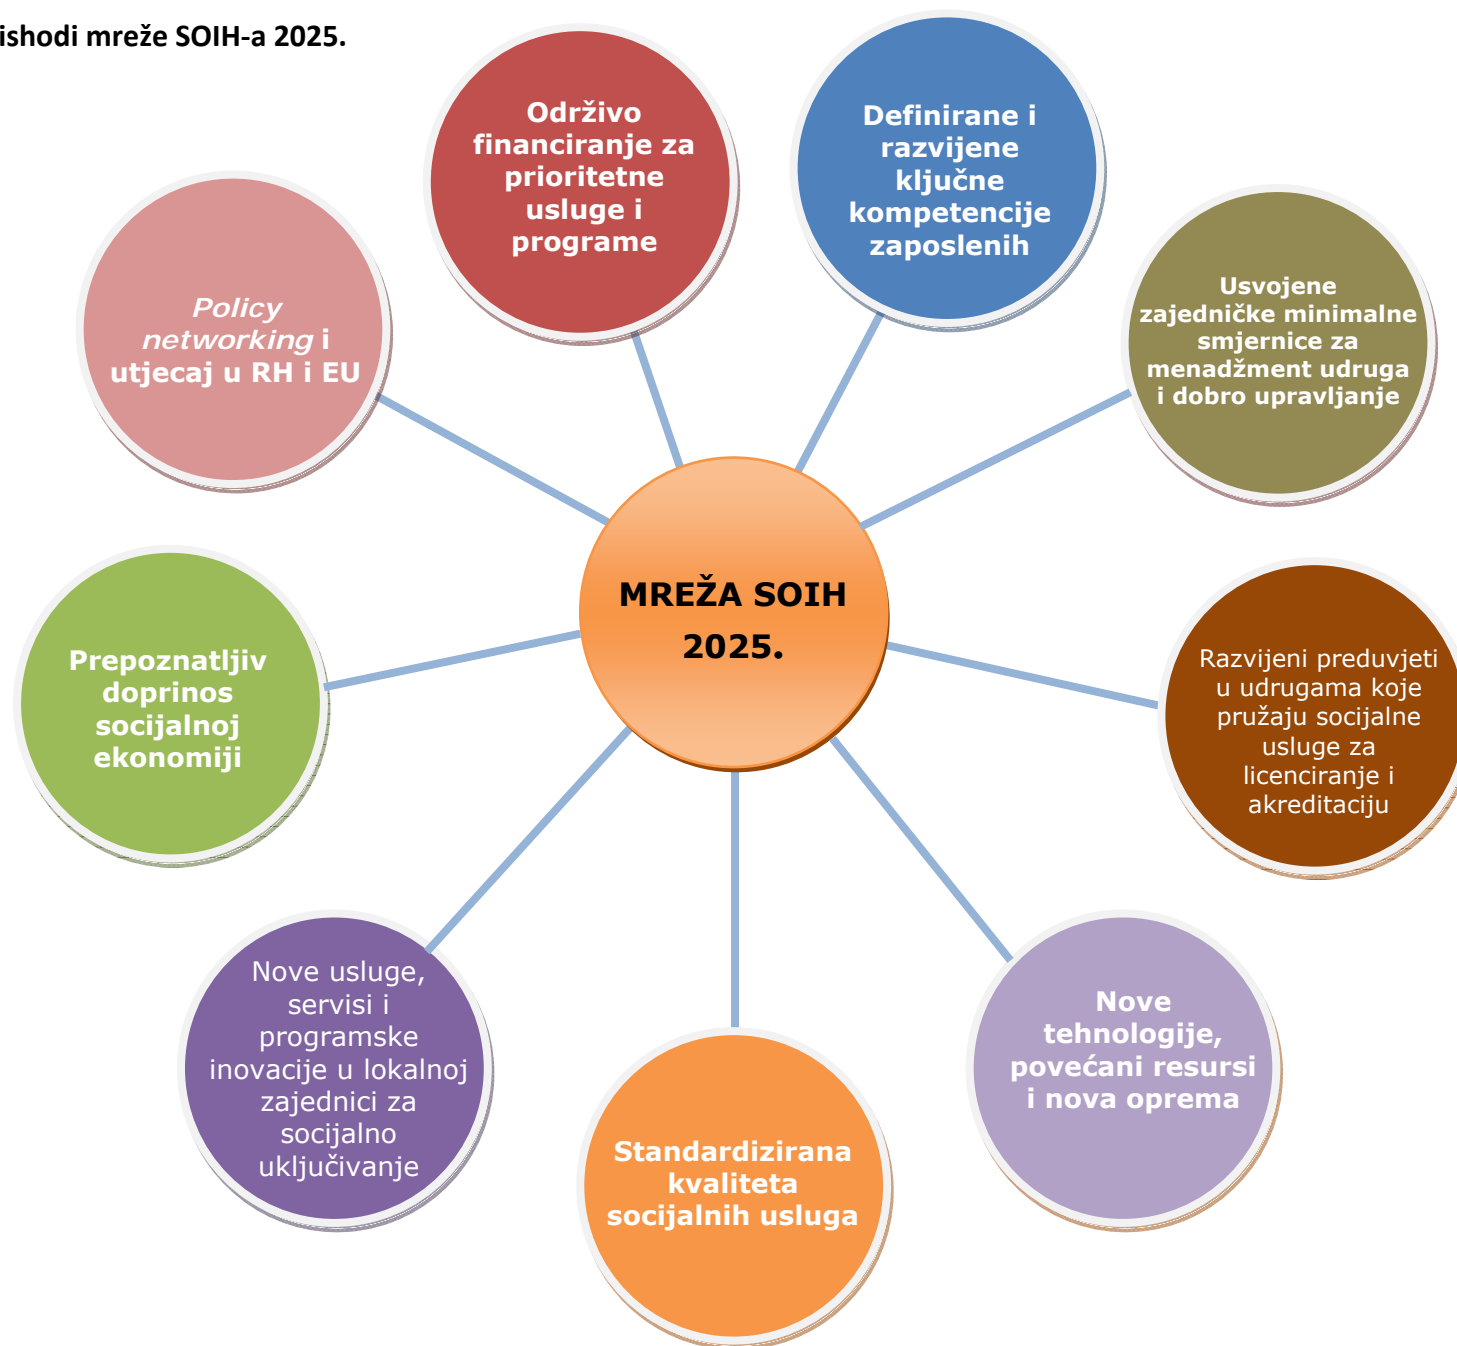 ishodi mreže SOIH-a 2025.
Održivo
financiranje za
prioritetne
usluge i
programe
Definirane i
razvijene
ključne
kompetencije
zaposlenih
Usvojene
zajedničke minimalne
smjernice za
menadžment udruga
i dobro upravljanje
Policy
networking i
utjecaj u RH i EU
MREŽA SOIH
2025.
Prepoznatljiv
doprinos
socijalnoj
ekonomiji
Razvijeni preduvjeti
u udrugama koje
pružaju socijalne
usluge za
licenciranje i
akreditaciju
Nove usluge,
servisi i
programske
inovacije u lokalnoj
zajednici za
socijalno
uključivanje
Nove
tehnologije,
povećani resursi
i nova oprema
Standardizirana
kvaliteta
socijalnih usluga